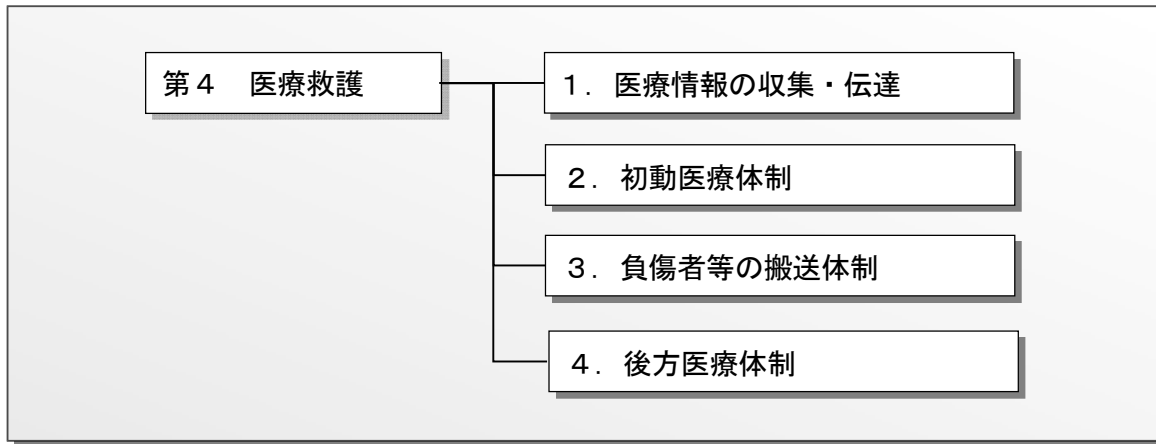 第４　医療救護
１．医療情報の収集・伝達
２．初動医療体制
３．負傷者等の搬送体制
４．後方医療体制